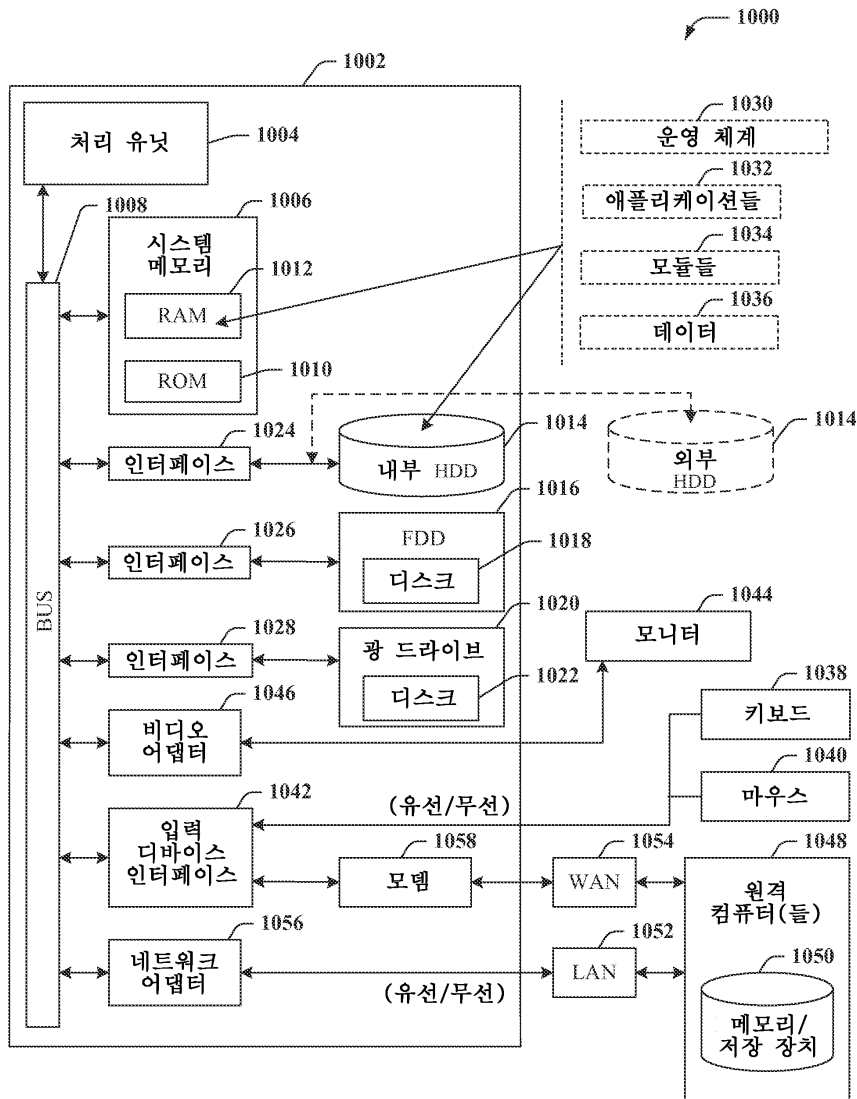 1000
1002
처리 유닛
1004
1030
운영 체계
1032
애플리케이션들
1034
모듈들
1036
데이터
1008
1006
시스템
메모리
1012
RAM
ROM
1010
BUS
1024
인터페이스
내부 HDD
1014
외부
HDD
1014
1026
인터페이스
1016
FDD
1018
디스크
1028
인터페이스
1020
광 드라이브
1022
디스크
1044
모니터
1046
비디오
어댑터
1038
키보드
1040
마우스
1042
입력
디바이스
인터페이스
(유선/무선)
1058
모뎀
1054
WAN
1048
원격
컴퓨터(들)
1056
네트워크
어댑터
(유선/무선)
1052
LAN
1050
메모리/
저장 장치